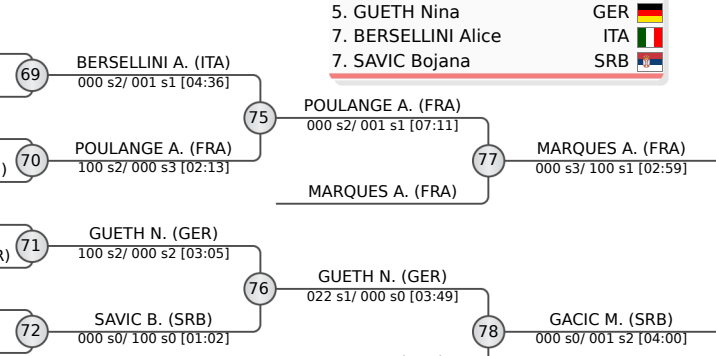 5. GUETH Nina GER
7. BERSELLINI Alice ITA
7. SAVIC Bojana SRB
69
BERSELLINI A. (ITA)
000 s2/ 001 s1 [04:36]
75
POULANGE A. (FRA)
000 s2/ 001 s1 [07:11]
) 70
POULANGE A. (FRA)
100 s2/ 000 s3 [02:13]
77
MARQUES A. (FRA)
000 s3/ 100 s1 [02:59]
MARQUES A. (FRA)
R) 71
GUETH N. (GER)
100 s2/ 000 s2 [03:05]
76
GUETH N. (GER)
022 s1/ 000 s0 [03:49]
72
SAVIC B. (SRB)
000 s0/ 100 s0 [01:02]
78
GACIC M. (SRB)
000 s0/ 001 s2 [04:00]